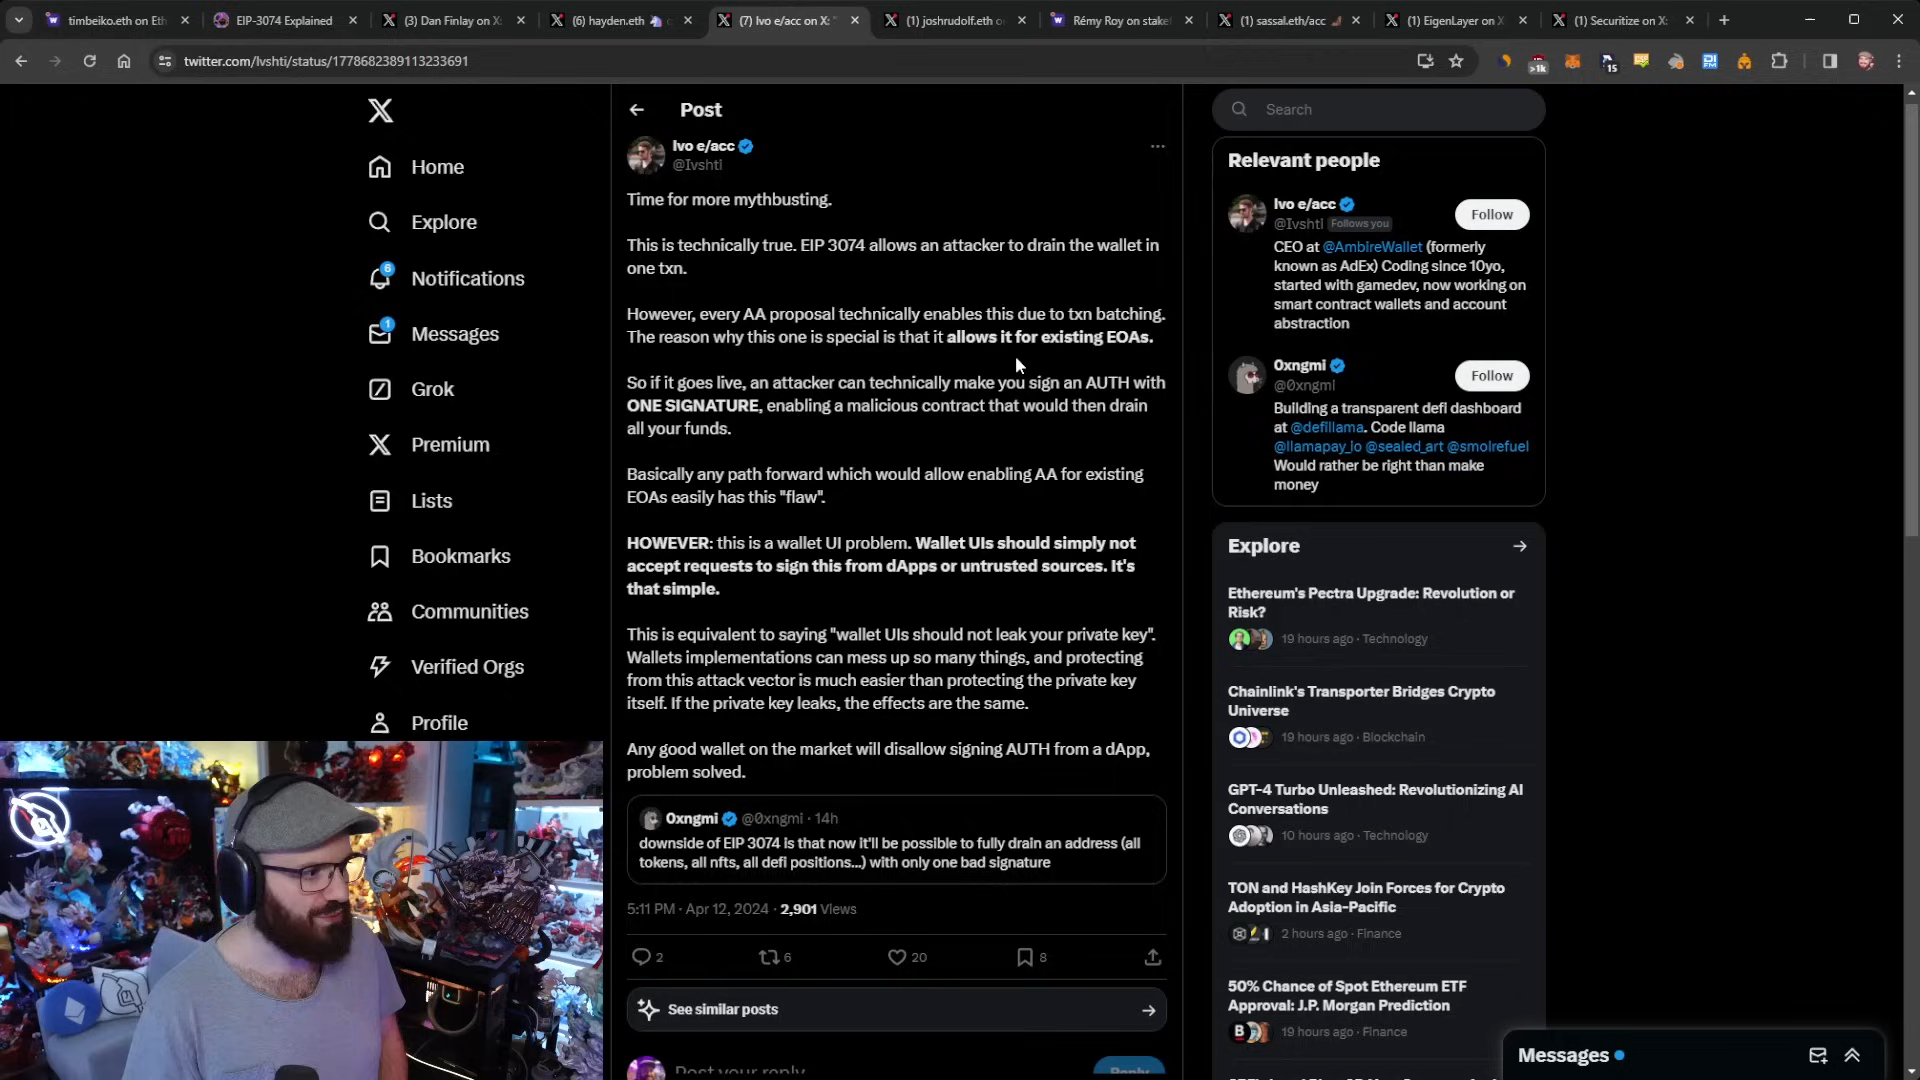 timbeiko.eth on Eth
EIP-3074 Explained
(3) Dan Finlay on X:
(6) hayden.eth
(7) Ivo e/acc on X: "
(1) joshrudolf.eth o
Rémy Roy on stak
(1) sassal.eth/acc
(1) EigenLayer on X
(1) Securitize on X:
twitter.com/Ivshti/status/1778682389113233691
>1k
15
Home
Explore
6
Notifications
1
Messages
Grok
Premium
Lists
Bookmarks
Communities
Verified Orgs
Profile
Post
Ivo e/acc
@Ivshti
Time for more mythbusting.
This is technically true. EIP 3074 allows an attacker to drain the wallet in
one txn.
However, every AA proposal technically enables this due to txn batching.
The reason why this one is special is that it allows it for existing EOAs.
So if it goes live, an attacker can technically make you sign an AUTH with
ONE SIGNATURE, enabling a malicious contract that would then drain
all your funds.
Basically any path forward which would allow enabling AA for existing
EOAs easily has this "flaw".
HOWEVER: this is a wallet UI problem. Wallet UIs should simply not
accept requests to sign this from dApps or untrusted sources. It's
that simple.
This is equivalent to saying "wallet UIs should not leak your private key".
Wallets implementations can mess up so many things, and protecting
from this attack vector is much easier than protecting the private key
itself. If the private key leaks, the effects are the same.
Any good wallet on the market will disallow signing AUTH from a dApp,
problem solved.
0xngmi @0xngmi · 14h
downside of EIP 3074 is that now it'll be possible to fully drain an address (all
tokens, all nfts, all defi positions...) with only one bad signature
5:11 PM · Apr 12, 2024 · 2,901 Views
2
6
20
8
See similar posts
Post your reply
Reply
Search
Relevant people
Ivo e/acc
@Ivshti Follows you
Follow
CEO at @AmbireWallet (formerly
known as AdEx) Coding since 10yo,
started with gamedev, now working on
smart contract wallets and account
abstraction
0xngmi
@0xngmi
Follow
Building a transparent defi dashboard
at @defillama. Code llama
@llamapay_io @sealed_art @smolrefuel
Would rather be right than make
money
Explore
Ethereum's Pectra Upgrade: Revolution or
Risk?
19 hours ago · Technology
Chainlink's Transporter Bridges Crypto
Universe
19 hours ago · Blockchain
GPT-4 Turbo Unleashed: Revolutionizing AI
Conversations
10 hours ago · Technology
TON and HashKey Join Forces for Crypto
Adoption in Asia-Pacific
2 hours ago · Finance
50% Chance of Spot Ethereum ETF
Approval: J.P. Morgan Prediction
19 hours ago · Finance
Messages